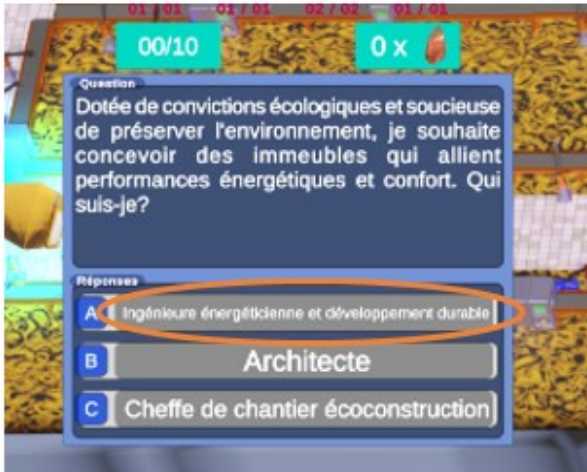 01 / 01 01 / 01 02 / 02 01 / 01
00/10 0 x
Question
Dotée de convictions écologiques et soucieuse
de préserver l'environnement, je souhaite
concevoir des immeubles qui allient
performances énergétiques et confort. Qui
suis-je?
Réponses
A Ingénieure énergéticienne et développement durable
B Architecte
C Cheffe de chantier écoconstruction